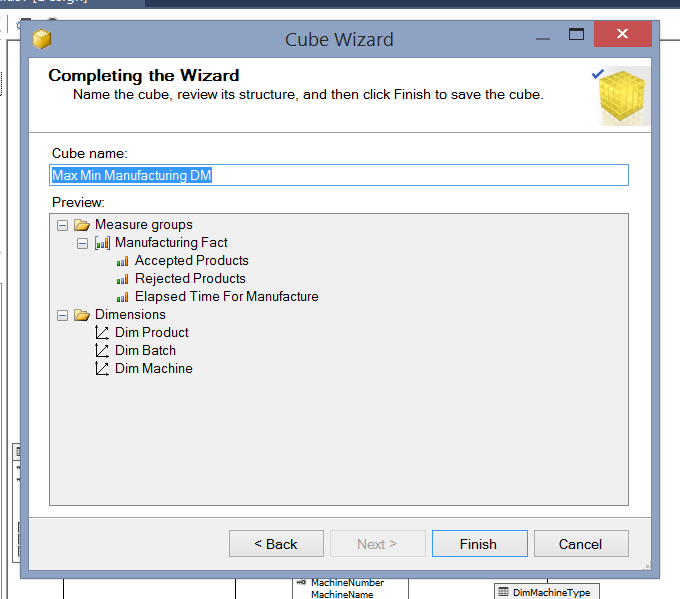 Cube Wizard
Completing the Wizard
Name the cube, review its structure, and then click Finish to save the cube.
Cube name:
Max Min Manufacturing DM
Preview:
Measure groups
Manufacturing Fact
Accepted Products
Rejected Products
Elapsed Time For Manufacture
Dimensions
Dim Product
Dim Batch
Dim Machine
< Back
Next >
Finish
Cancel
MachineNumber
MachineName
DimMachineType